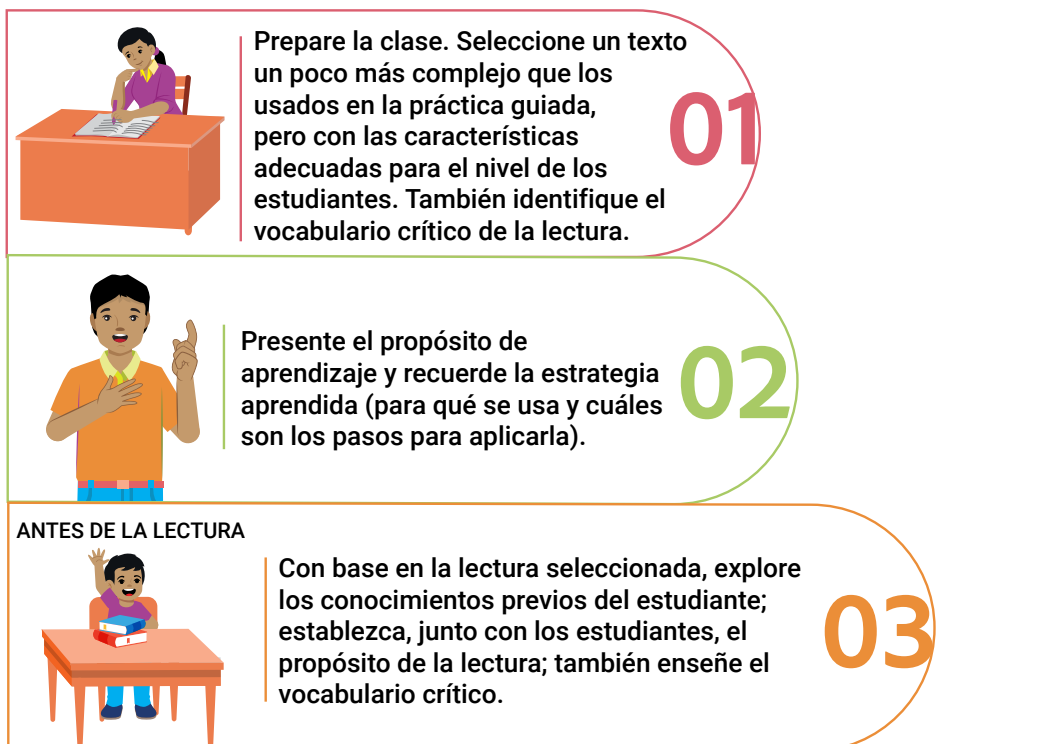 Prepare la clase. Seleccione un texto
un poco más complejo que los
usados en la práctica guiada,
pero con las características
adecuadas para el nivel de los
estudiantes. También identifique el
vocabulario crítico de la lectura.
01
Presente el propósito de
aprendizaje y recuerde la estrategia
aprendida (para qué se usa y cuáles
son los pasos para aplicarla).
02
ANTES DE LA LECTURA
Con base en la lectura seleccionada, explore
los conocimientos previos del estudiante;
establezca, junto con los estudiantes, el
propósito de la lectura; también enseñe el
vocabulario crítico.
03